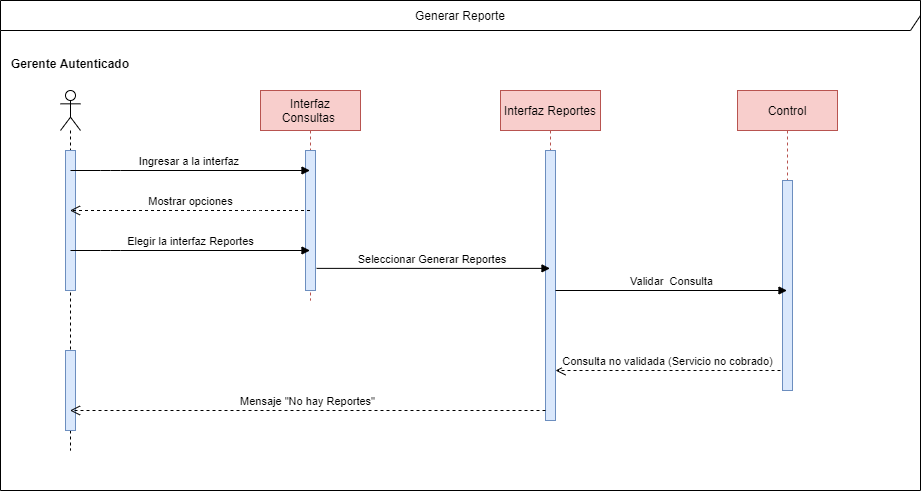 Generar Reporte
Gerente Autenticado
Interfaz
Consultas
Interfaz Reportes
Control
Ingresar a la interfaz
Mostrar opciones
Elegir la interfaz Reportes
Seleccionar Generar Reportes
Validar Consulta
Consulta no validada (Servicio no cobrado)
Mensaje "No hay Reportes"